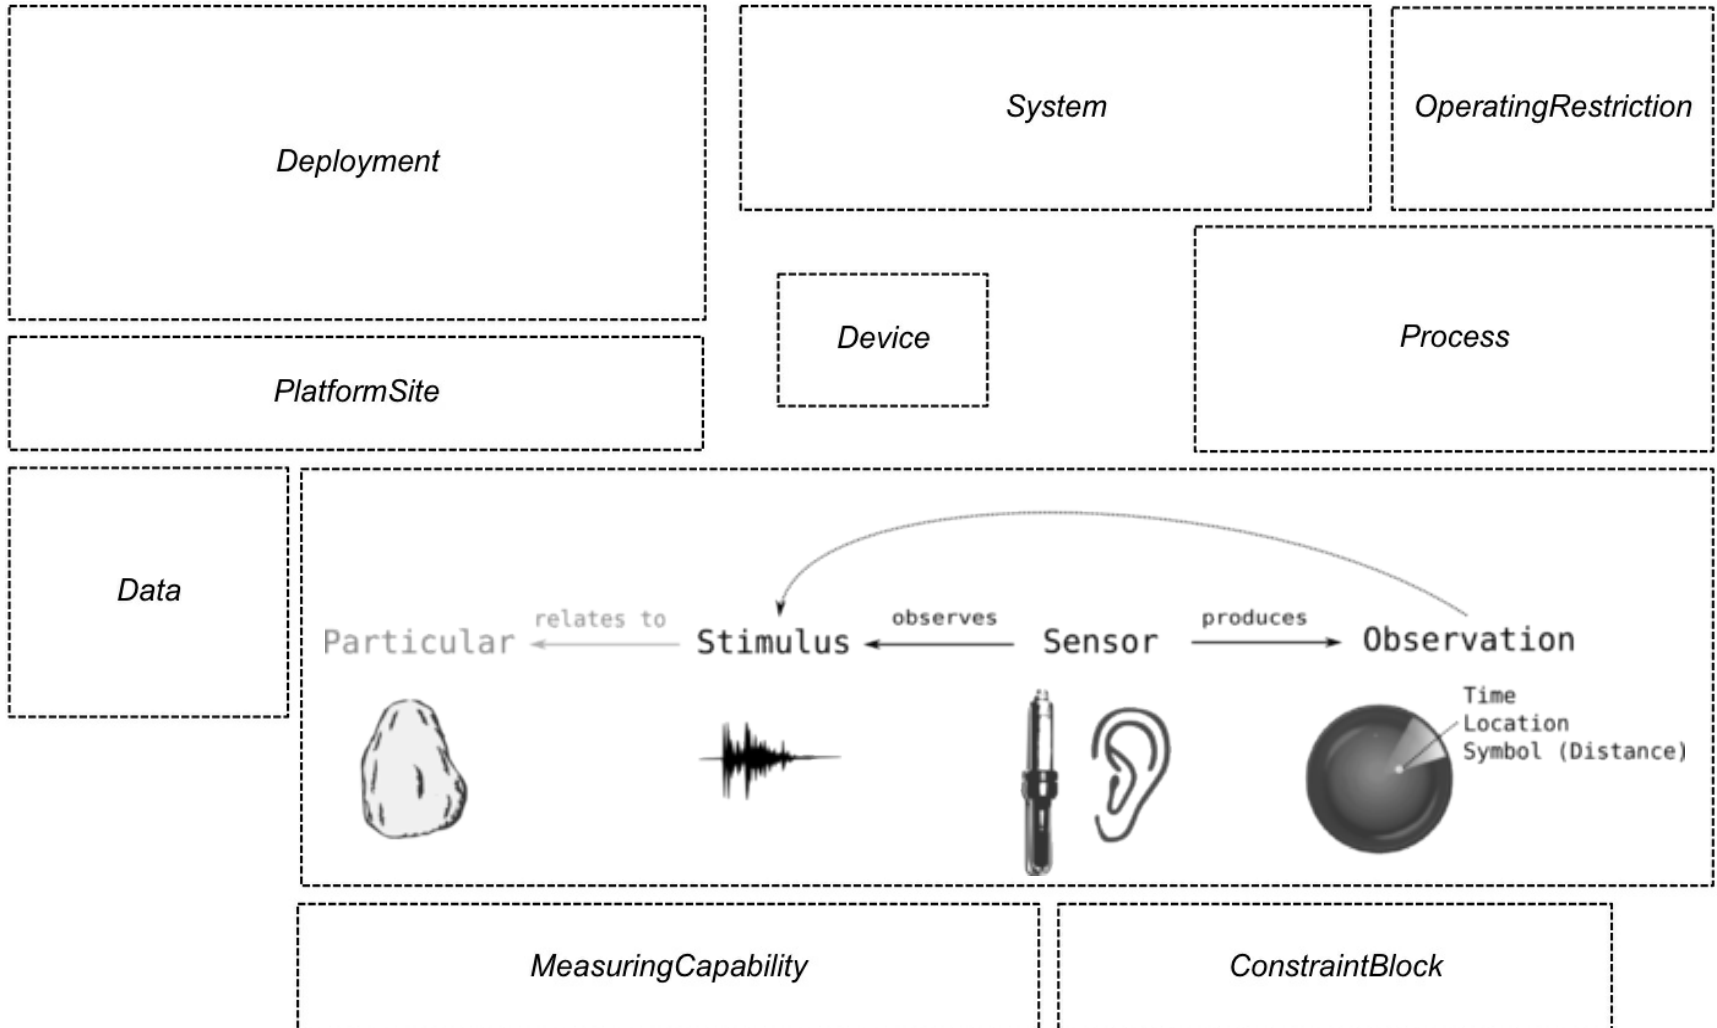 Deployment
System
OperatingRestriction
Device
Process
PlatformSite
Data
relates to
observes
produces
Particular
Stimulus
Sensor
Observation
Time
Location
Symbol (Distance)
MeasuringCapability
ConstraintBlock